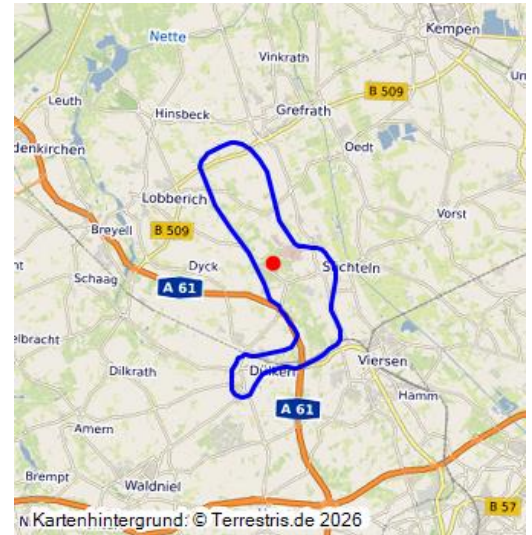 Kempen
Nette
Vinkrath
B 509
Leuth
Hinsbeck
Grefrath
Oedt
denkirchen
Lobberich
Vorst
Breyell
B 509
Dyck
Süchteln
Schaag
A 61
elbracht
Dülken
Viersen
Dilkrath
Hamm
A 61
Amern
Brempt
Waldniel
B 57
Kartenhintergrund: © Terrestris.de 2026